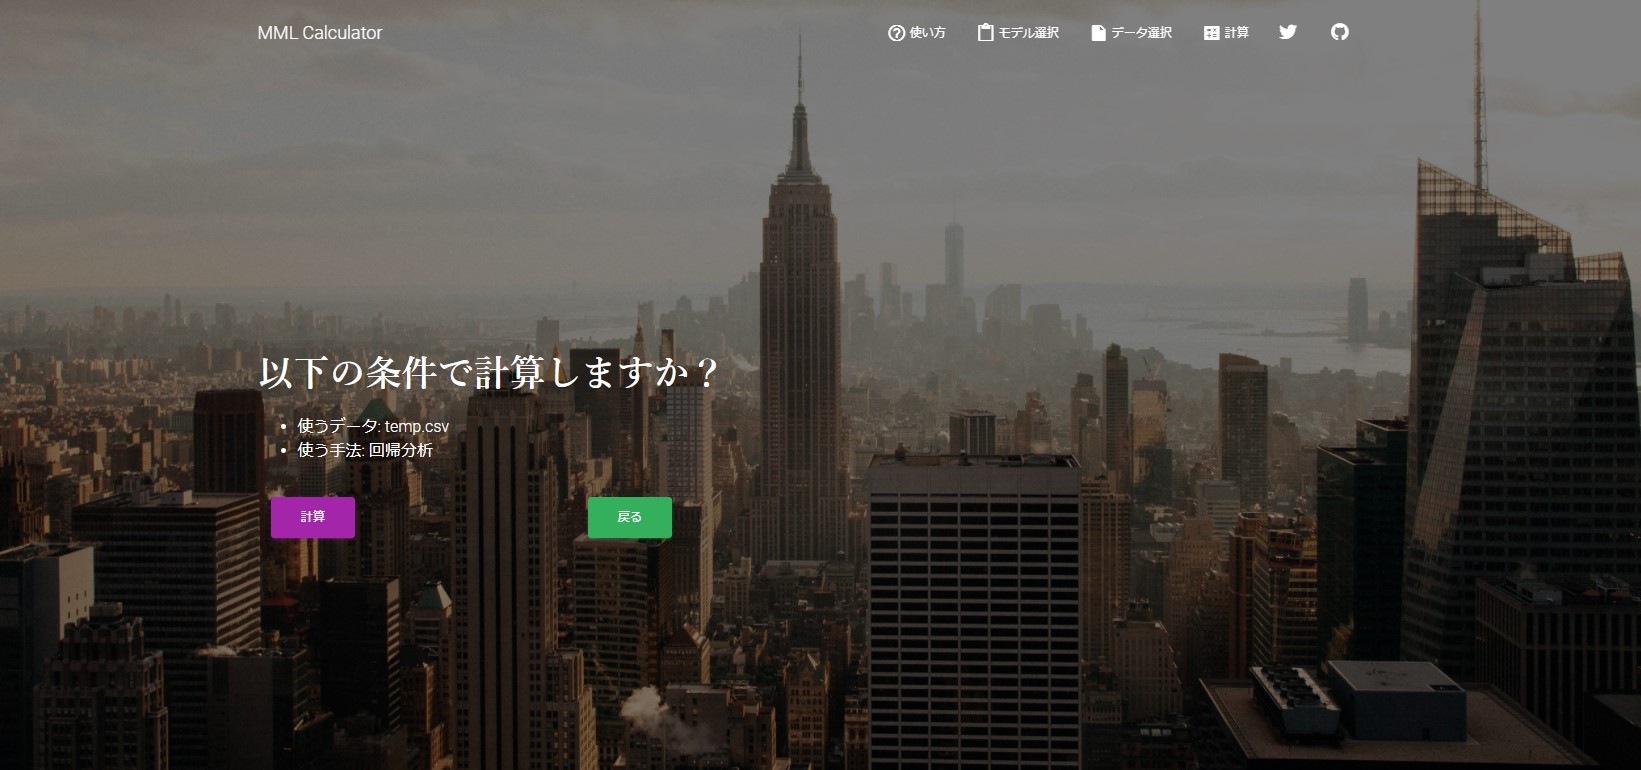 MML Calculator
使い方
モデル選択
データ選択
計算
以下の条件で計算しますか？
使うデータ: temp.csv
使う手法: 回帰分析
計算
戻る